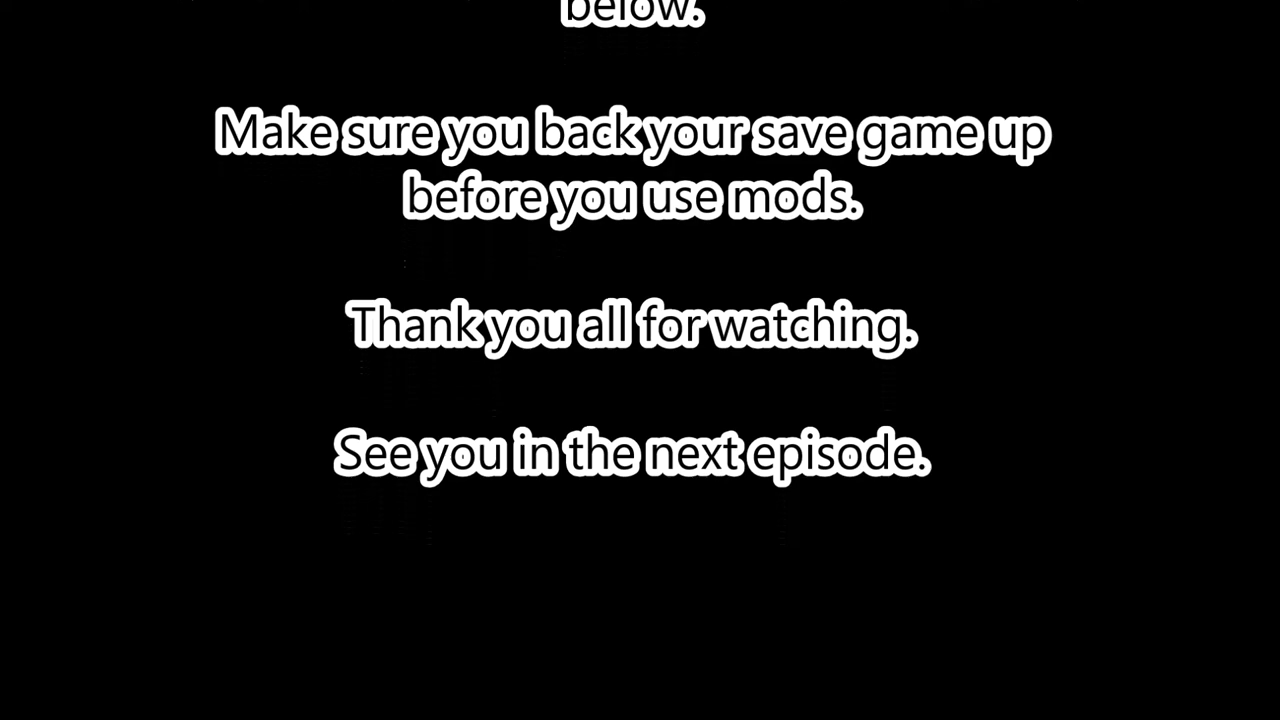 below.
Make sure you back your save game up
before you use mods.
Thank you all for watching.
See you in the next episode.